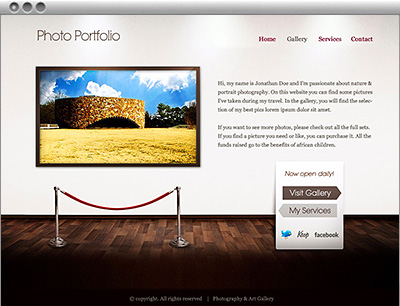 Photo Portfolio
Home Gallery Services Contact
Hi, my name is Jonathan Doe and I'm passionate about nature &
portrait photography. On this website you can find some pictures
I've taken during my travel. In the gallery, you will find the selec-
tion of my best pics lorem ipsum dolor sit amet.
If you want to see more photos, please check out all the full sets.
If you find a picture you need or like, you can purchase it. All the
funds raised go to the benefits of african children.
Now open daily!
Visit Gallery
My Services
facebook
© copyright. All rights reserved | Photography & Art Gallery